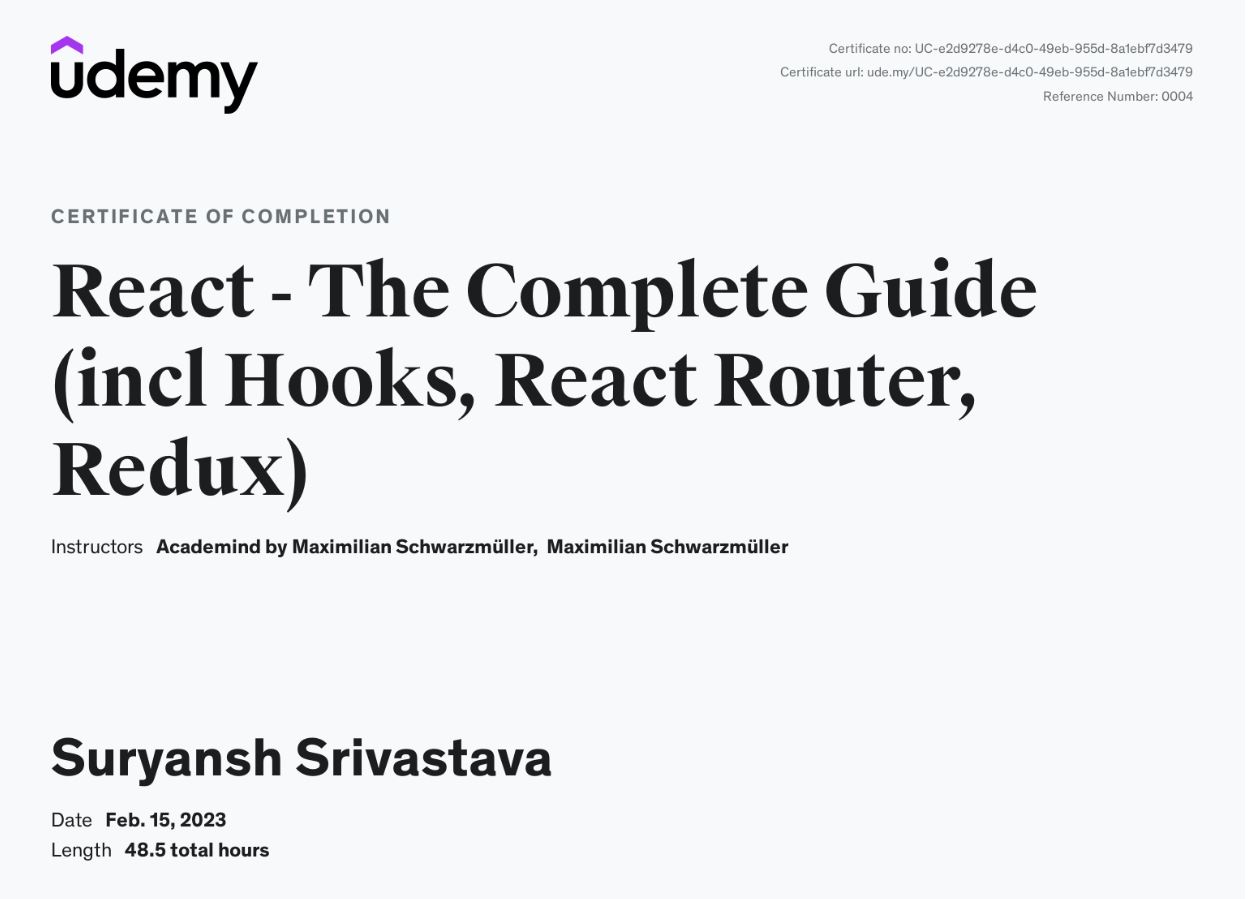 udemy
Certificate no: UC-e2d9278e-d4c0-49eb-955d-8a1ebf7d3479
Certificate url: ude.my/UC-e2d9278e-d4c0-49eb-955d-8a1ebf7d3479
Reference Number: 0004
CERTIFICATE OF COMPLETION
React - The Complete Guide
(incl Hooks, React Router,
Redux)
Instructors Academind by Maximilian Schwarzmüller, Maximilian Schwarzmüller
Suryansh Srivastava
Date Feb. 15, 2023
Length 48.5 total hours